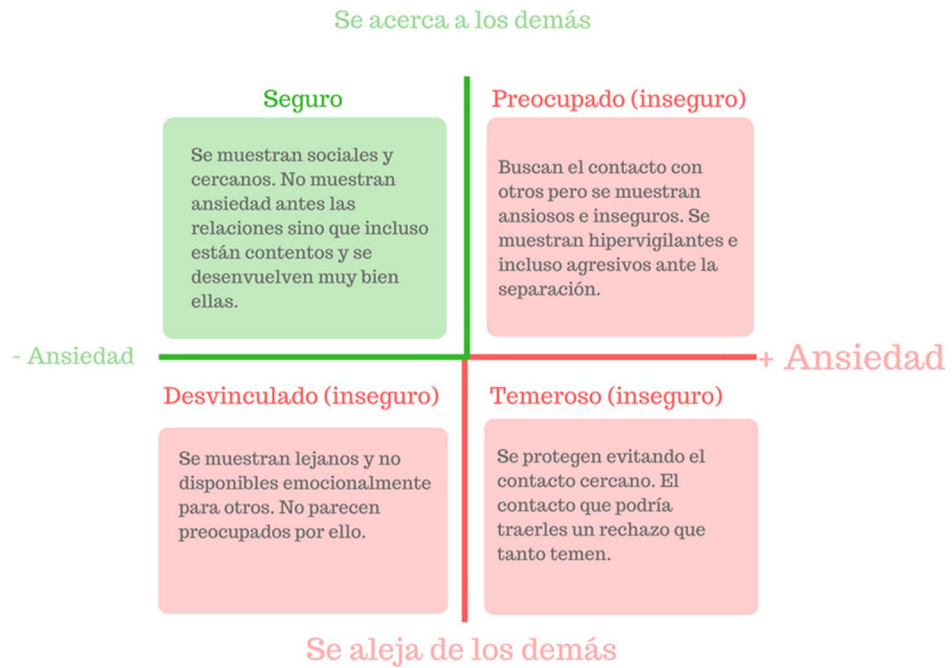 Se acerca a los demás
Seguro
Se muestran sociales y
cercanos. No muestran
ansiedad antes las
relaciones sino que incluso
están contentos y se
desenvuelven muy bien
ellas.
Preocupado (inseguro)
Buscan el contacto con
otros pero se muestran
ansiosos e inseguros. Se
muestran hipervigilantes e
incluso agresivos ante la
separación.
- Ansiedad
+ Ansiedad
Desvinculado (inseguro)
Se muestran lejanos y no
disponibles emocionalmente
para otros. No parecen
preocupados por ello.
Temeroso (inseguro)
Se protegen evitando el
contacto cercano. El
contacto que podría
traerles un rechazo que
tanto temen.
Se aleja de los demás